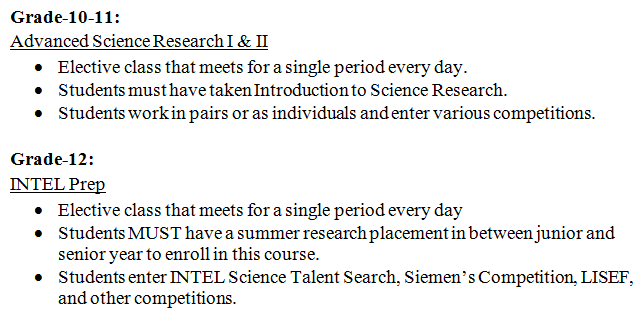 Grade-10-11:
Advanced Science Research I & II
• Elective class that meets for a single period every day.
• Students must have taken Introduction to Science Research.
• Students work in pairs or as individuals and enter various competitions.
Grade-12:
INTEL Prep
• Elective class that meets for a single period every day
• Students MUST have a summer research placement in between junior and
senior year to enroll in this course.
• Students enter INTEL Science Talent Search, Siemen's Competition, LISEF,
and other competitions.